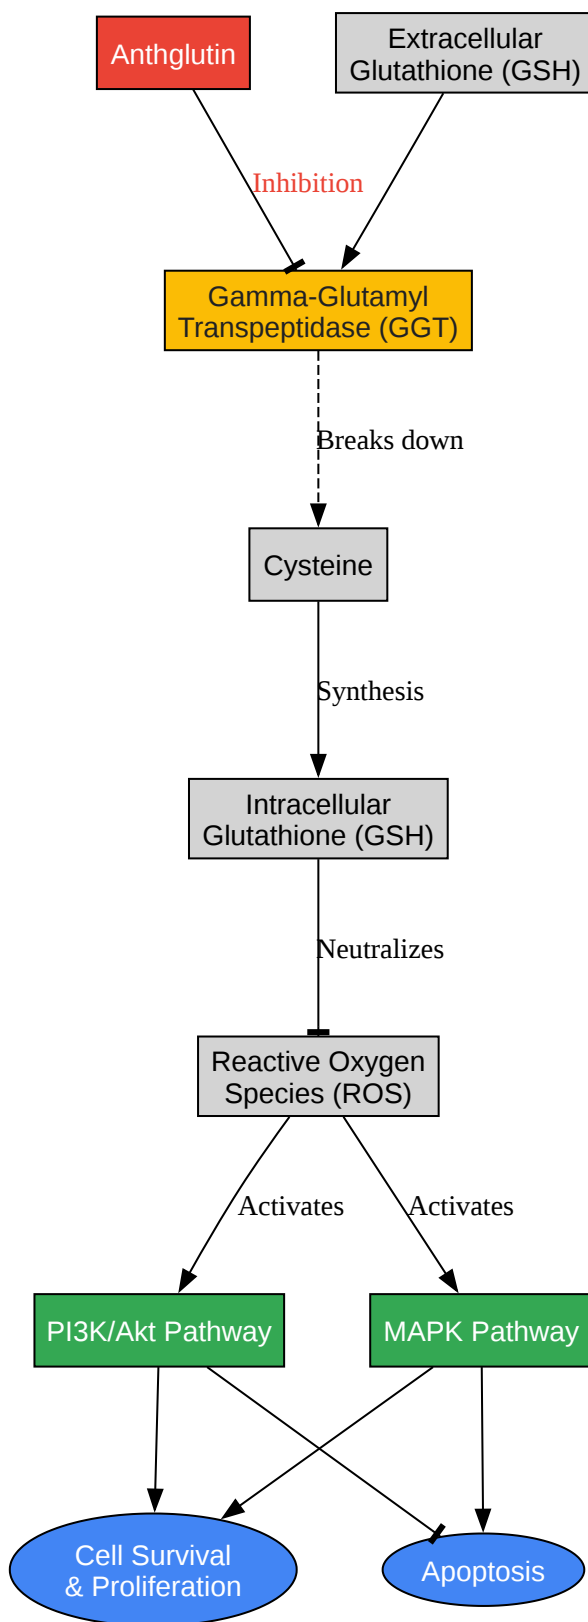 Anthglutin
Extracellular
Glutathione (GSH)
Inhibition
Gamma-Glutamyl
Transpeptidase (GGT)
Breaks down
Cysteine
Synthesis
Intracellular
Glutathione (GSH)
Neutralizes
Reactive Oxygen
Species (ROS)
Activates
Activates
PI3K/Akt Pathway
MAPK Pathway
Cell Survival
& Proliferation
Apoptosis